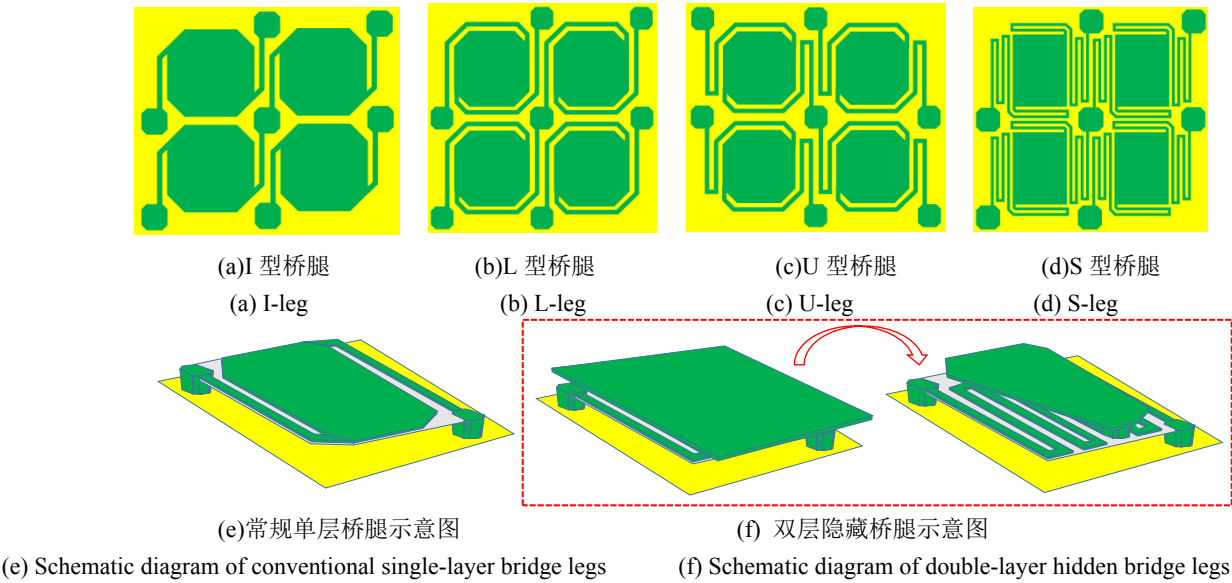 (a)I 型桥腿 (b)L 型桥腿 (c)U 型桥腿 (d)S 型桥腿
(a) I-leg (b) L-leg (c) U-leg (d) S-leg
(e)常规单层桥腿示意图 (f) 双层隐藏桥腿示意图
(e) Schematic diagram of conventional single-layer bridge legs (f) Schematic diagram of double-layer hidden bridge legs